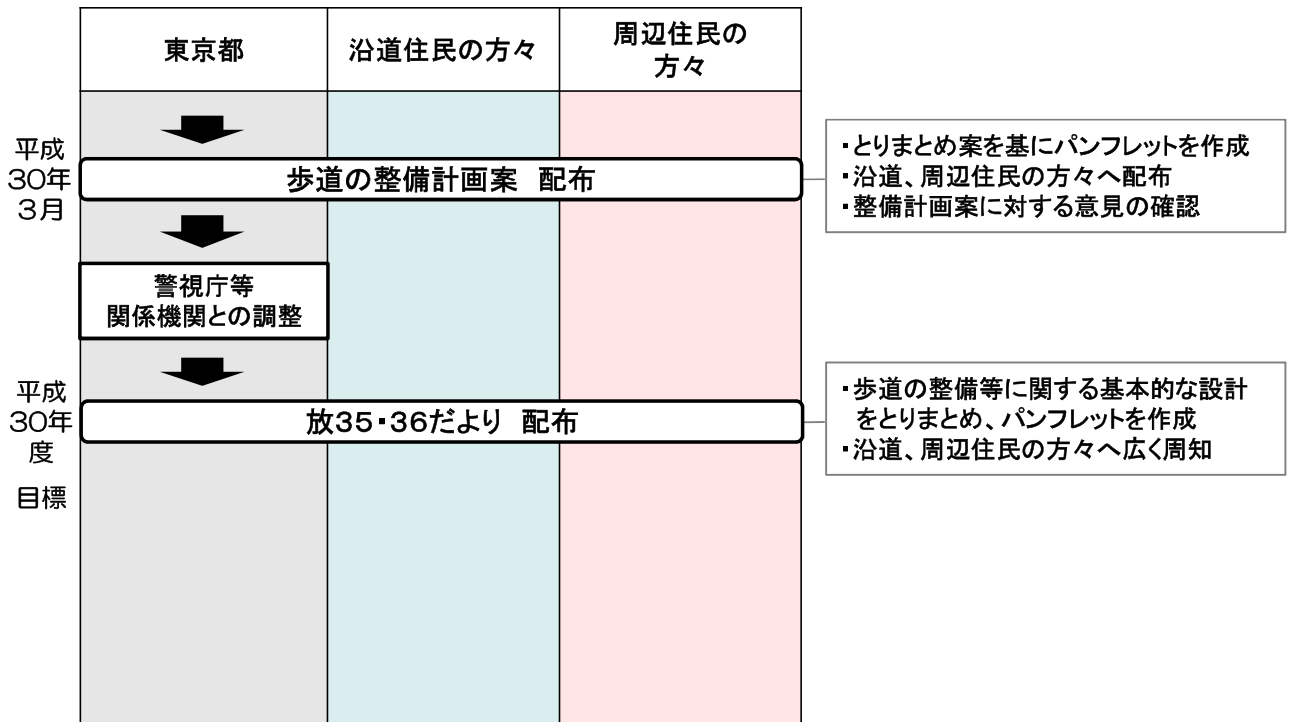 東京都
沿道住民の方々
周辺住民の
方々
平成
30年
3月
歩道の整備計画案 配布
・とりまとめ案を基にパンフレットを作成
・沿道、周辺住民の方々へ配布
・整備計画案に対する意見の確認
警視庁等
関係機関との調整
平成
30年
度
目標
放35・36だより 配布
・歩道の整備等に関する基本的な設計
をとりまとめ、パンフレットを作成
・沿道、周辺住民の方々へ広く周知